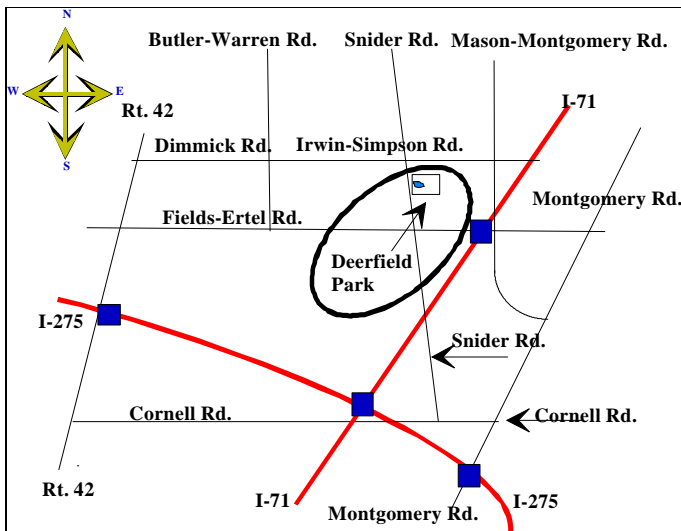 N
Butler-Warren Rd. Snider Rd. Mason-Montgomery Rd.
W E
I-71
Rt. 42
S
Dimmick Rd. Irwin-Simpson Rd.
Montgomery Rd.
Fields-Ertel Rd.
Deerfield
Park
I-275
Snider Rd.
Cornell Rd. Cornell Rd.
Rt. 42
I-71 Montgomery Rd. I-275